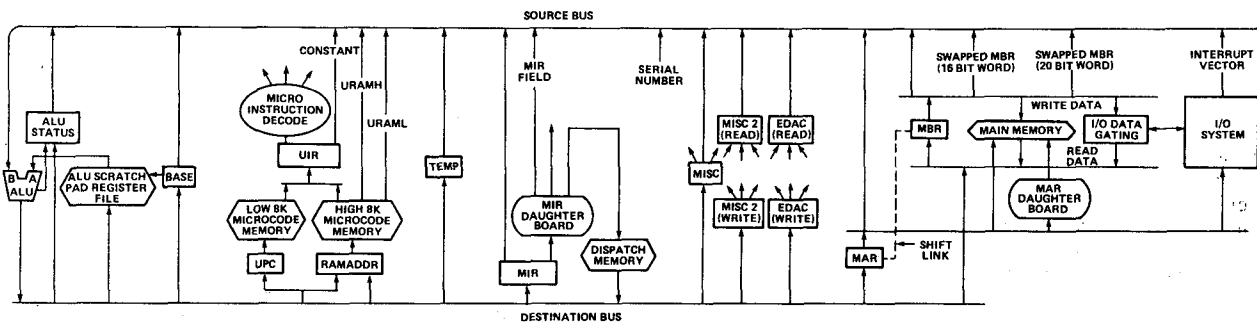 SOURCE BUS
CONSTANT
URAMH
URAML
MIR
FIELD
SERIAL
NUMBER
SWAPPED MBR
(16 BIT WORD)
SWAPPED MBR
(20 BIT WORD)
INTERRUPT
VECTOR
ALU
STATUS
MICRO
INSTRUCTION
DECODE
UIR
B A
ALU
ALU SCRATCH
PAD REGISTER
FILE
BASE
LOW 8K
MICROCODE
MEMORY
HIGH 8K
MICROCODE
MEMORY
UPC
RAMADDR
TEMP
MIR
DAUGHTER
BOARD
MIR
DISPATCH
MEMORY
MISC
MISC 2
(READ)
EDAC
(READ)
MISC 2
(WRITE)
EDAC
(WRITE)
WRITE DATA
MBR
MAIN MEMORY
I/O DATA
GATING
READ
DATA
I/O
SYSTEM
MAR
DAUGHTER
BOARD
MAR
SHIFT
LINK
DESTINATION BUS